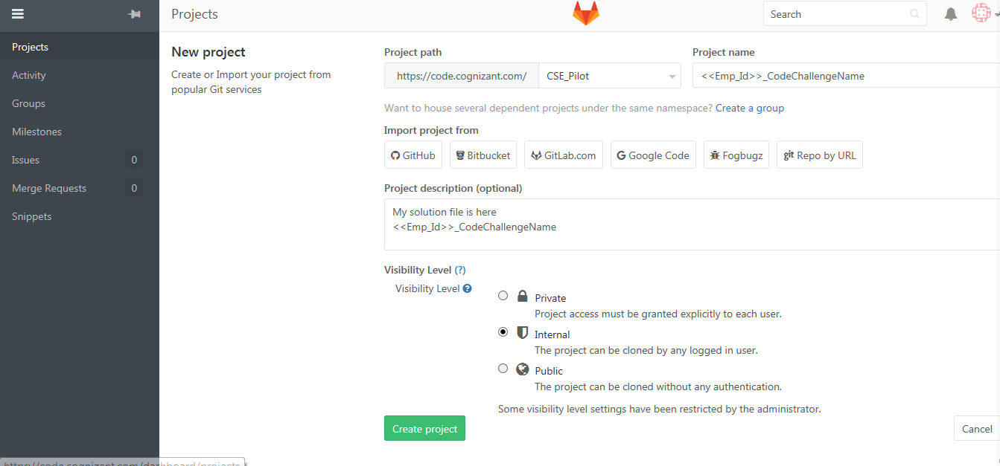 Projects
Search
Projects
Activity
Groups
Milestones
Issues 0
Merge Requests 0
Snippets
New project
Create or Import your project from
popular Git services
Project path
Project name
https://code.cognizant.com/ CSE_Pilot
<<Emp_Id>>_CodeChallengeName
Want to house several dependent projects under the same namespace? Create a group
Import project from
GitHub Bitbucket GitLab.com Google Code Fogbugz git Repo by URL
Project description (optional)
My solution file is here
<<Emp_Id>>_CodeChallengeName
Visibility Level (?)
Visibility Level ?
Private
Project access must be granted explicitly to each user.
Internal
The project can be cloned by any logged in user.
Public
The project can be cloned without any authentication.
Some visibility level settings have been restricted by the administrator.
Create project
Cancel
https://code.cognizant.com/dashboard/projects